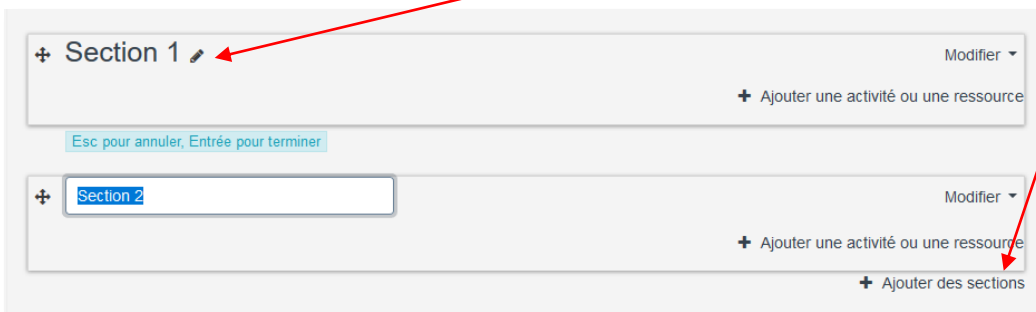 Section 1
Modifier
Ajouter une activité ou une ressource
Esc pour annuler, Entrée pour terminer
Section 2
Modifier
Ajouter une activité ou une ressource
Ajouter des sections